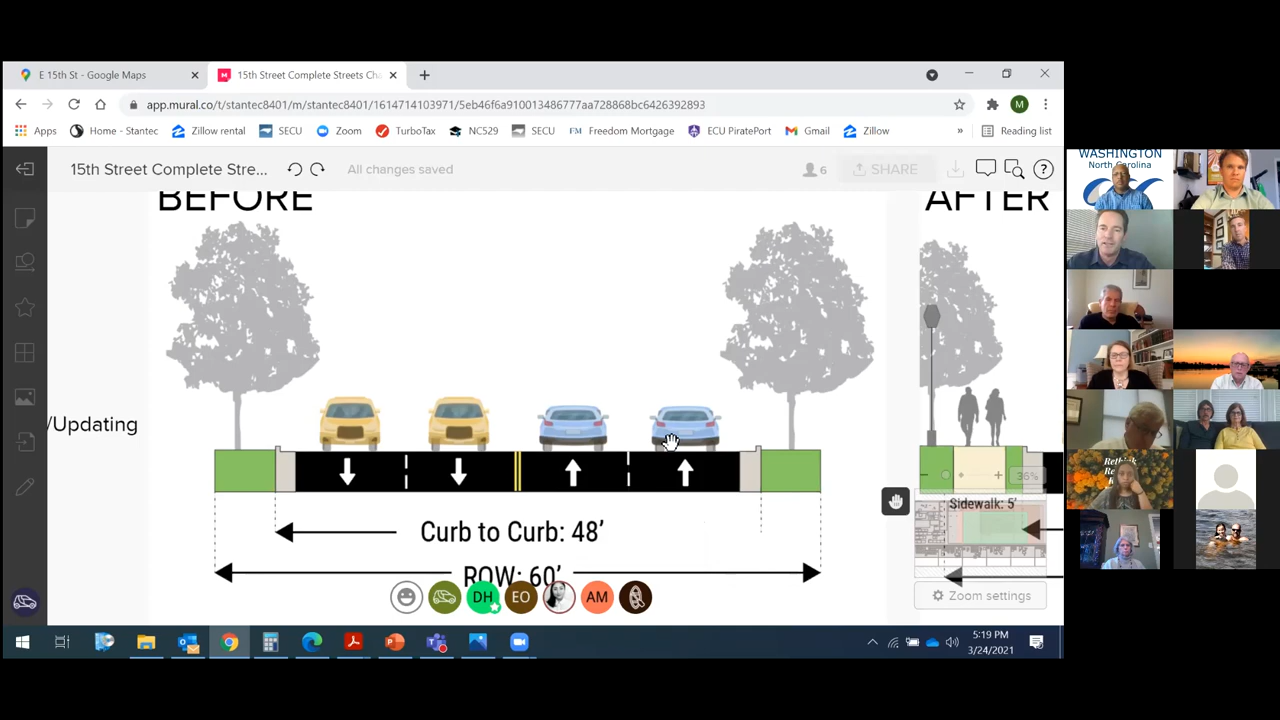 E 15th St - Google Maps
15th Street Complete Streets Cha
app.mural.co/t/stantec8401/m/stantec8401/1614714103971/5eb46f6a910013486777aa728868bc6426392893
M
Apps
Home - Stantec
Zillow rental
SECU
Zoom
TurboTax
NC529
SECU
FM Freedom Mortgage
ECU PiratePort
Gmail
Zillow
»
Reading list
15th Street Complete Stre...
All changes saved
6
SHARE
WASHINGTON
North Carolina
BEFORE
AFTER
/Updating
36%
Sidewalk: 5'
Curb to Curb: 48'
ROW: 60'
DH
EO
AM
Zoom settings
5:19 PM
3/24/2021